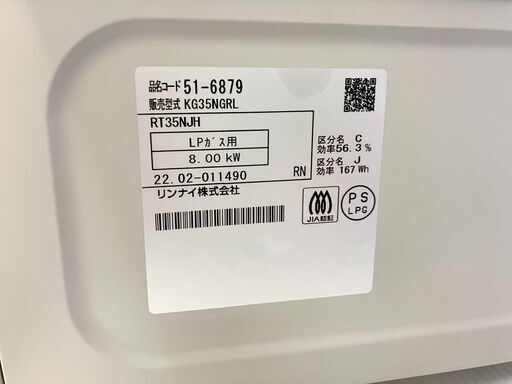 品名コード 51-6879
販売型式 KG35NGRL
RT35NJH
LPガス用
8.00 kW
22.02-011490 RN
リンナイ株式会社
区分名 C
効率56.3%
区分名 J
効率 167 Wh
JIA認証
PS
LPG